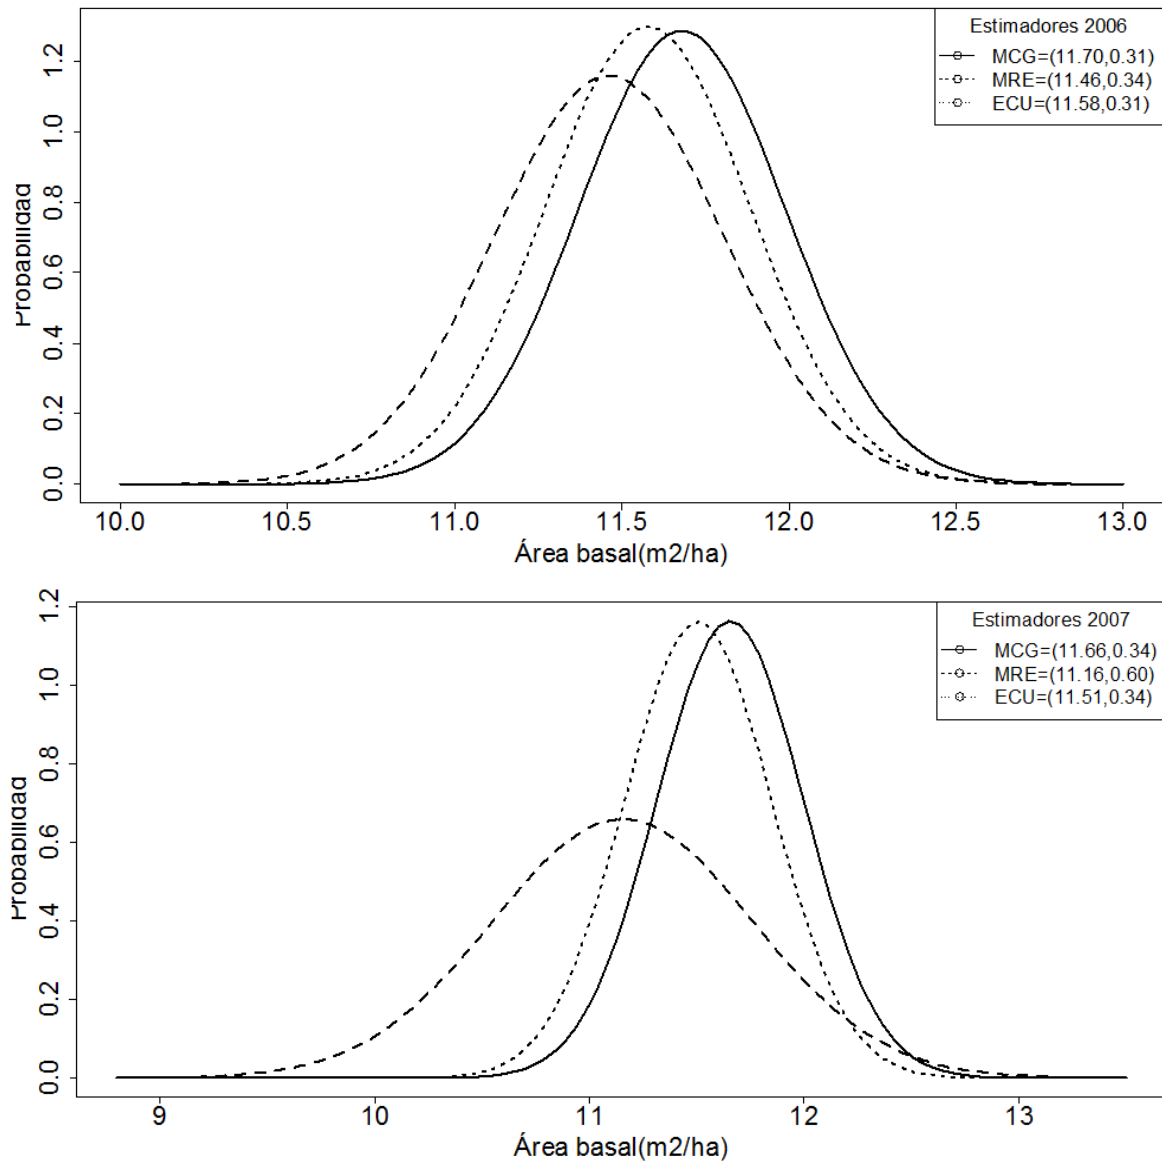 Estimadores 2006
MCG=(11.70,0.31)
MRE=(11.46,0.34)
ECU=(11.58,0.31)
Probabilidad
1.2
1.0
0.8
0.6
0.4
0.2
0.0
10.0 10.5 11.0 11.5 12.0 12.5 13.0
Área basal(m2/ha)
Estimadores 2007
MCG=(11.66,0.34)
MRE=(11.16,0.60)
ECU=(11.51,0.34)
Probabilidad
1.2
1.0
0.8
0.6
0.4
0.2
0.0
9 10 11 12 13
Área basal(m2/ha)